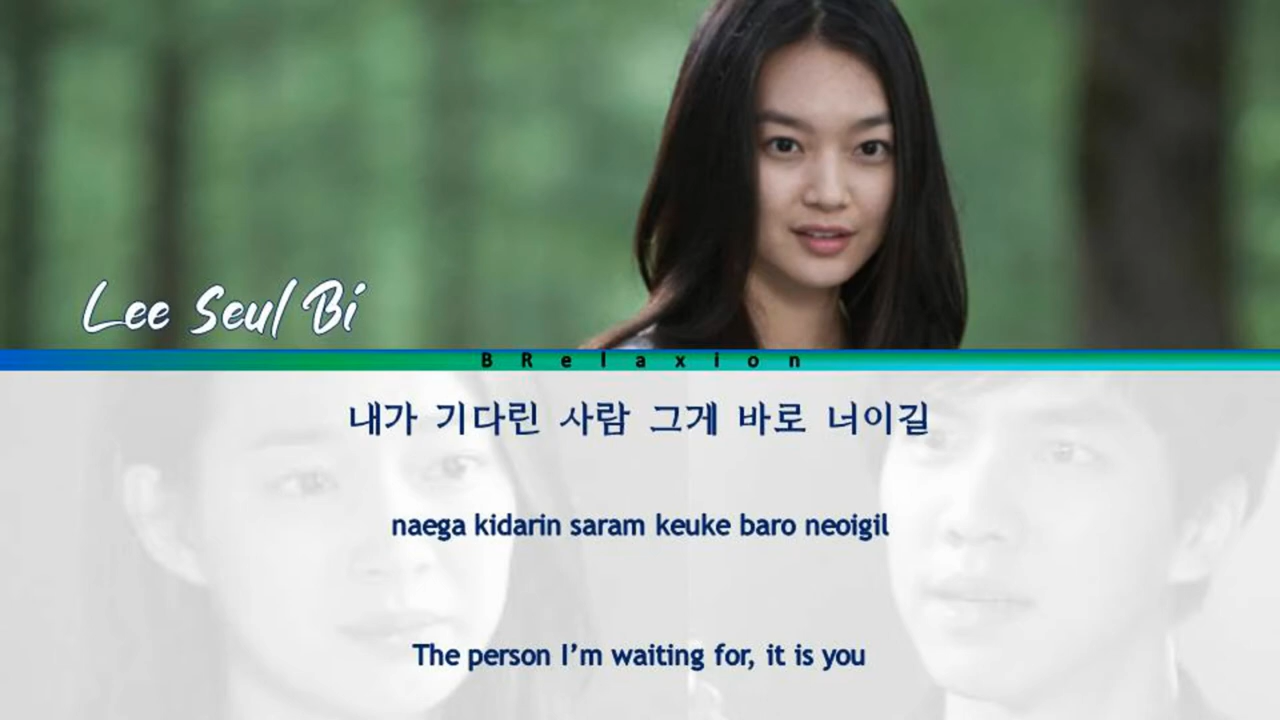 Lee Seul Bi
BRelaxion
내가 기다린 사람 그게 바로 너이길
naega kidarin saram keuke baro neoigil
The person I’m waiting for, it is you